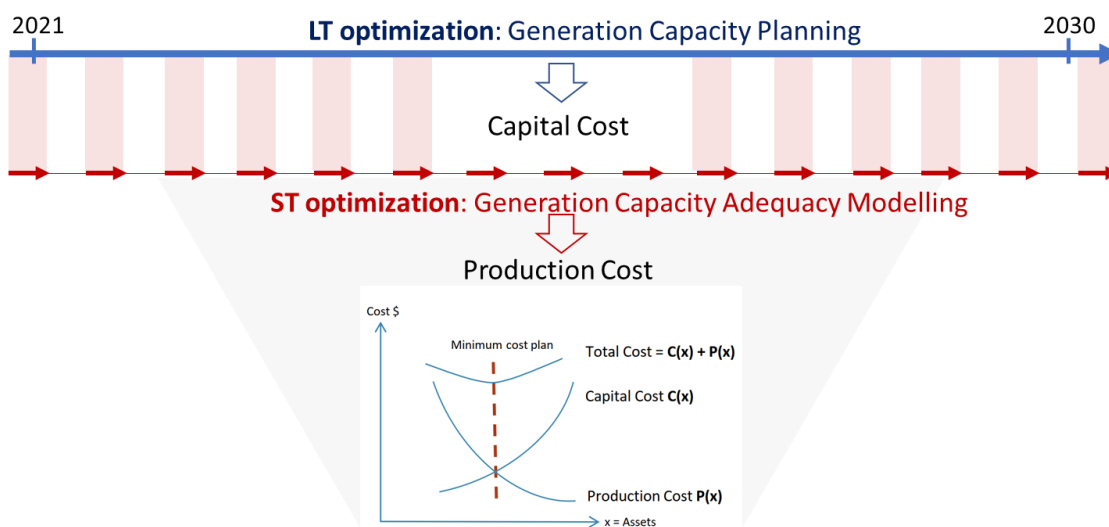 2021
LT optimization: Generation Capacity Planning
2030
Capital Cost
ST optimization: Generation Capacity Adequacy Modelling
Production Cost
Cost $
Minimum cost plan
Total Cost = C(x) + P(x)
Capital Cost C(x)
Production Cost P(x)
x = Assets